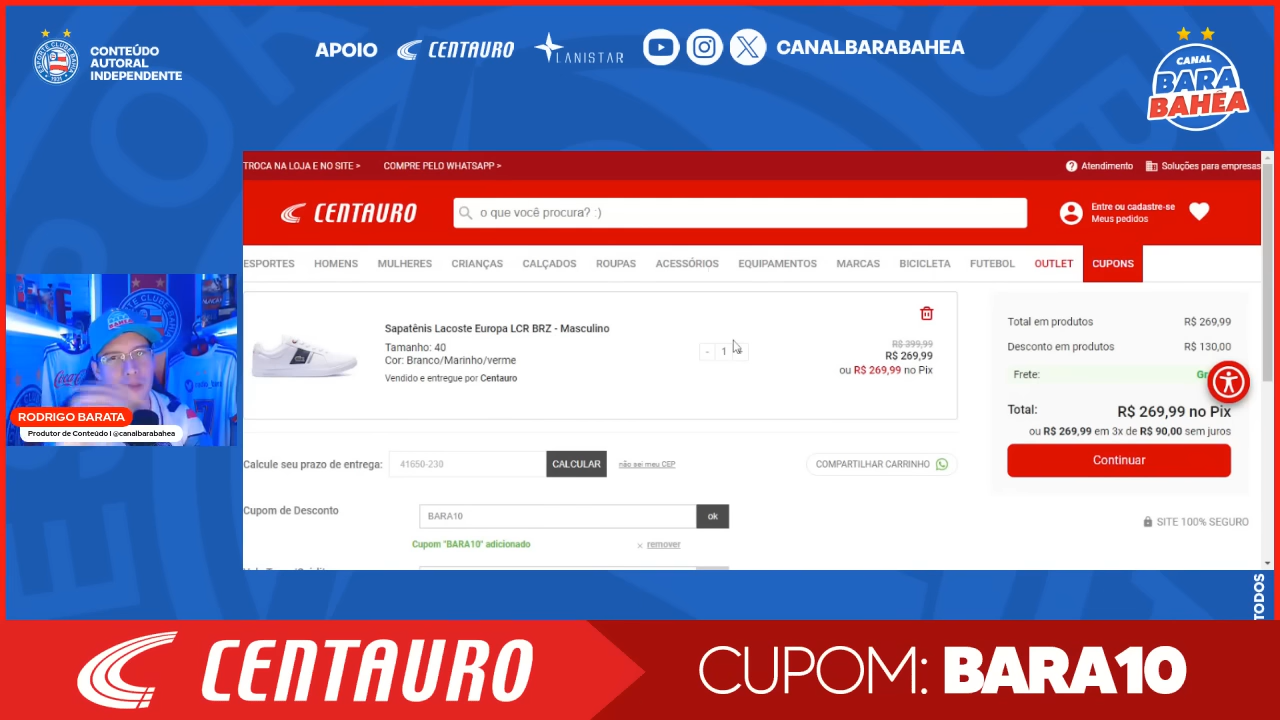 CONTEÚDO
AUTORAL
INDEPENDENTE
APOIO
CENTAURO
LANISTAR
CANALBARABAHEA
CANAL
BARA
BAHÊA
TROCA NA LOJA E NO SITE >
COMPRE PELO WHATSAPP >
Atendimento
Soluções para empresas
CENTAURO
o que você procura? :)
Entre ou cadastre-se
Meus pedidos
ESPORTES
HOMENS
MULHERES
CRIANÇAS
CALÇADOS
ROUPAS
ACESSÓRIOS
EQUIPAMENTOS
MARCAS
BICICLETA
FUTEBOL
OUTLET
CUPONS
Sapatênis Lacoste Europa LCR BRZ - Masculino
Tamanho: 40
Cor: Branco/Marinho/verme
Vendido e entregue por Centauro
- 1
R$ 399,99
R$ 269,99
ou R$ 269,99 no Pix
Total em produtos R$ 269,99
Desconto em produtos R$ 130,00
Frete:
Total: R$ 269,99 no Pix
ou R$ 269,99 em 3x de R$ 90,00 sem juros
Continuar
SITE 100% SEGURO
Calcule seu prazo de entrega:
41650-230
CALCULAR
não sei meu CEP
COMPARTILHAR CARRINHO
Cupom de Desconto
BARA10
ok
Cupom "BARA10" adicionado
× remover
RODRIGO BARATA
Produtor de Conteúdo | @canalbarabahea
TODOS
CENTAURO
CUPOM: BARA10